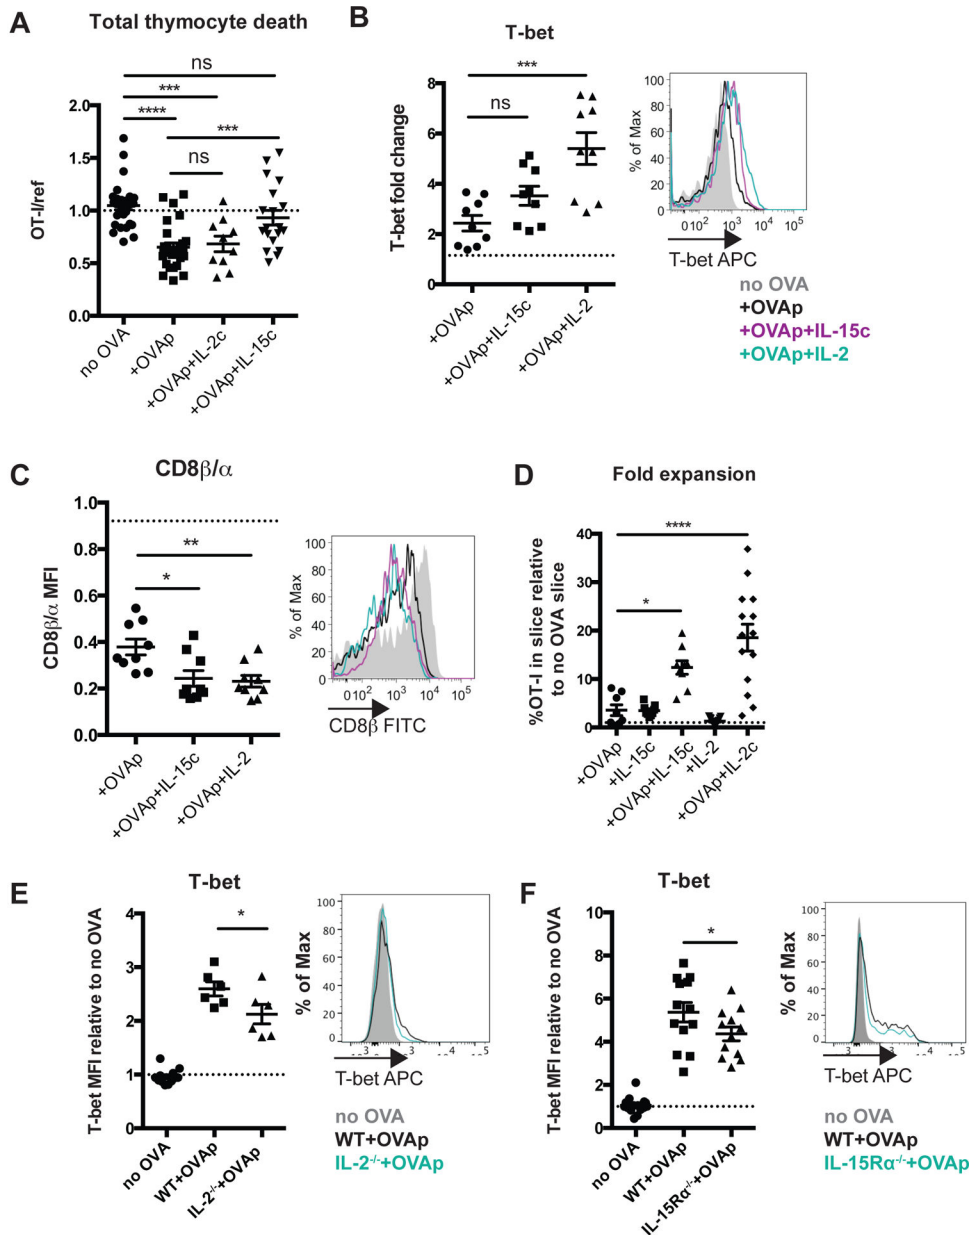 A
Total thymocyte death
ns
***
****
***
ns
2.0
1.5
1.0
0.5
0.0
OT-I/ref
no OVA
+OVAp
+OVAp+IL-2c
+OVAp+IL-15c
B
T-bet
***
ns
8
6
4
2
0
T-bet fold change
+OVAp
+OVAp+IL-15c
+OVAp+IL-2
100
80
60
40
20
0
% of Max
0 10² 10³ 10⁴ 10⁵
T-bet APC
no OVA
+OVAp
+OVAp+IL-15c
+OVAp+IL-2
C
CD8β/α
1.0
0.8
0.6
0.4
0.2
0.0
**
*
CD8β/α MFI
+OVAp
+OVAp+IL-15c
+OVAp+IL-2
100
80
60
40
20
0
% of Max
0 10² 10³ 10⁴ 10⁵
CD8β FITC
D
Fold expansion
****
*
40
30
20
10
0
%OT-I in slice relative
to no OVA slice
+OVAp
+IL-15c
+OVAp+IL-15c
+IL-2
+OVAp+IL-2c
E
T-bet
*
4
3
2
1
0
T-bet MFI relative to no OVA
no OVA
WT+OVAp
IL-2⁻/⁻+OVAp
100
80
60
40
20
0
% of Max
T-bet APC
no OVA
WT+OVAp
IL-2⁻/⁻+OVAp
F
T-bet
*
10
8
6
4
2
0
T-bet MFI relative to no OVA
no OVA
WT+OVAp
IL-15Rα⁻/⁻+OVAp
100
80
60
40
20
0
% of Max
T-bet APC
no OVA
WT+OVAp
IL-15Rα⁻/⁻+OVAp